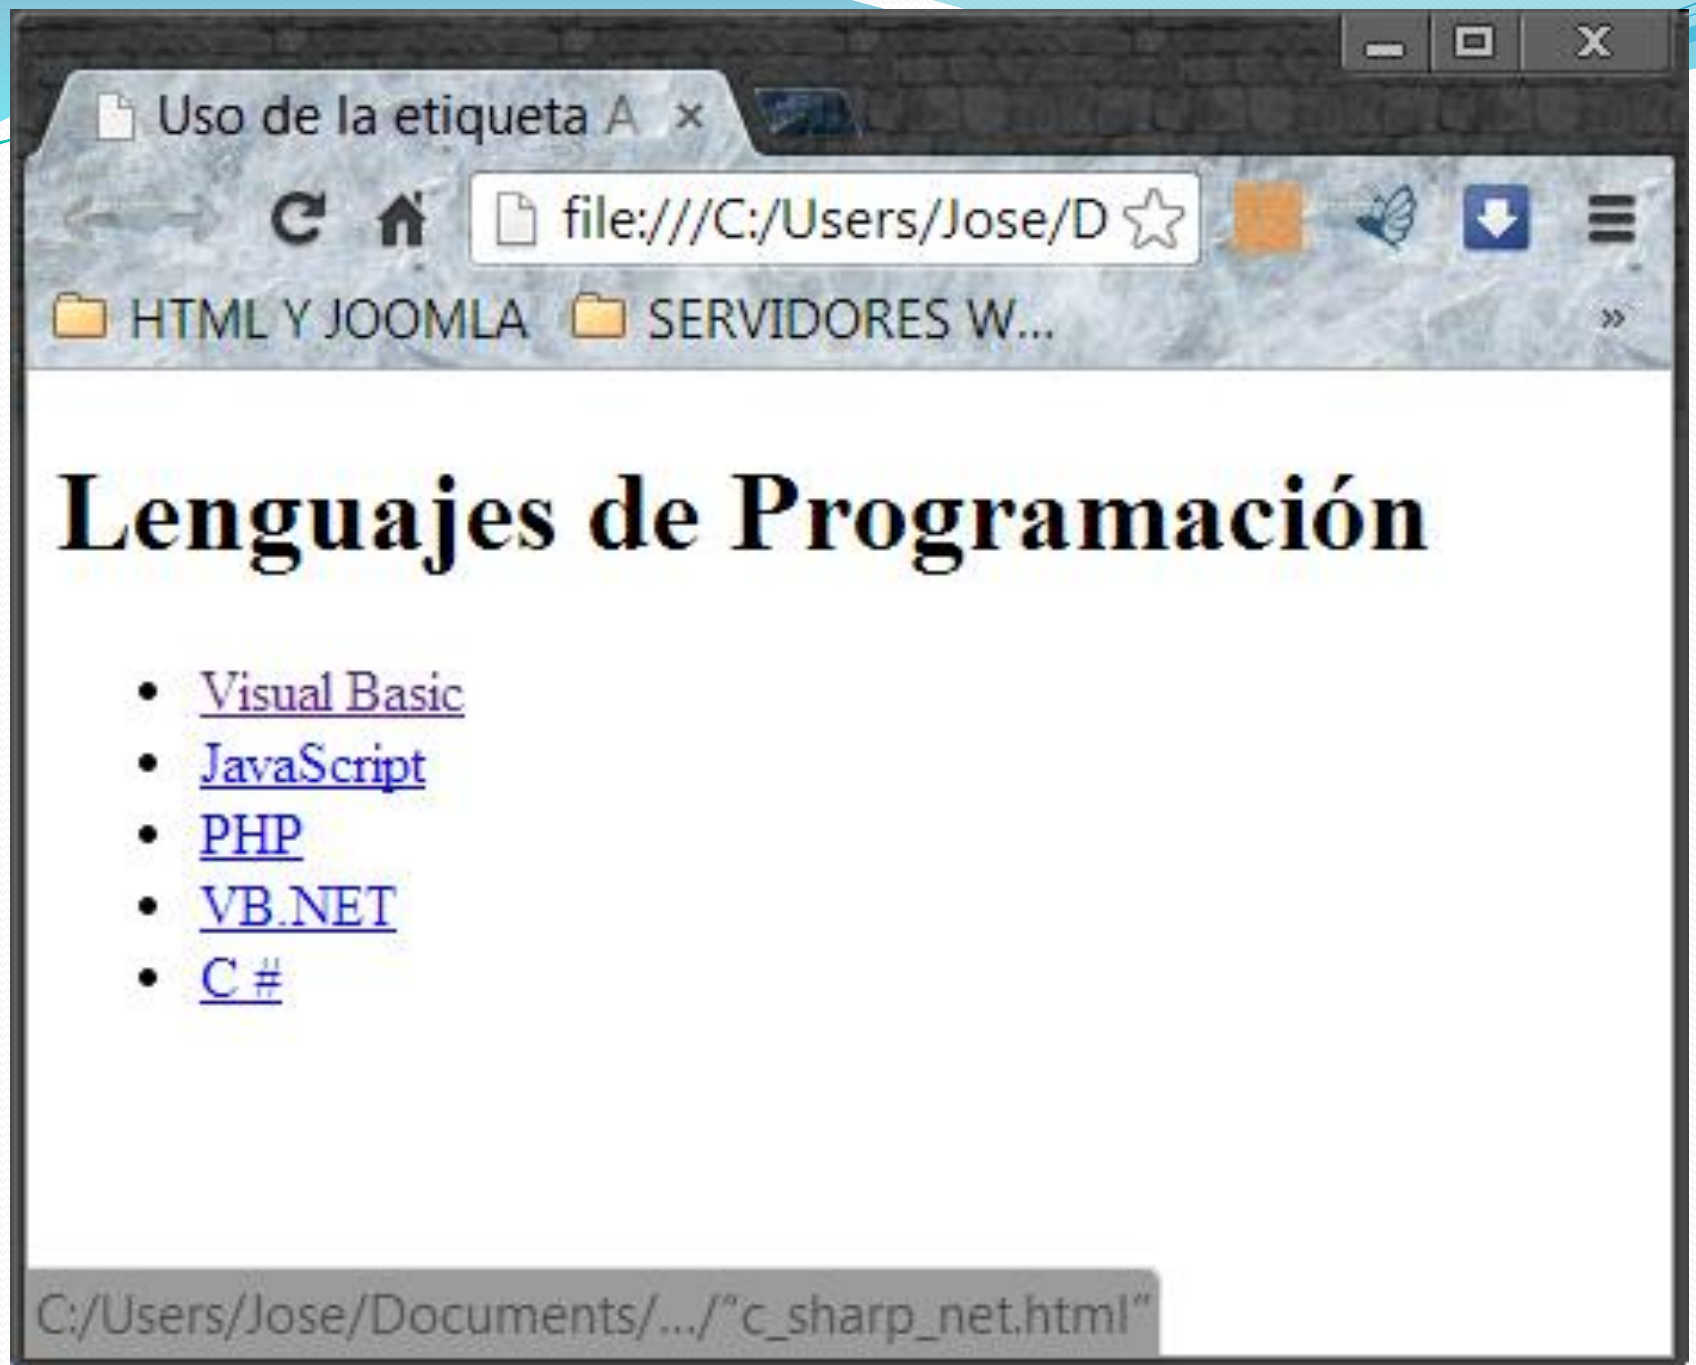 Uso de la etiqueta A
file:///C:/Users/Jose/D
HTML Y JOOMLA SERVIDORES W...
Lenguajes de Programación
• Visual Basic
• JavaScript
• PHP
• VB.NET
• C #
C:/Users/Jose/Documents/.../“c_sharp_net.html”